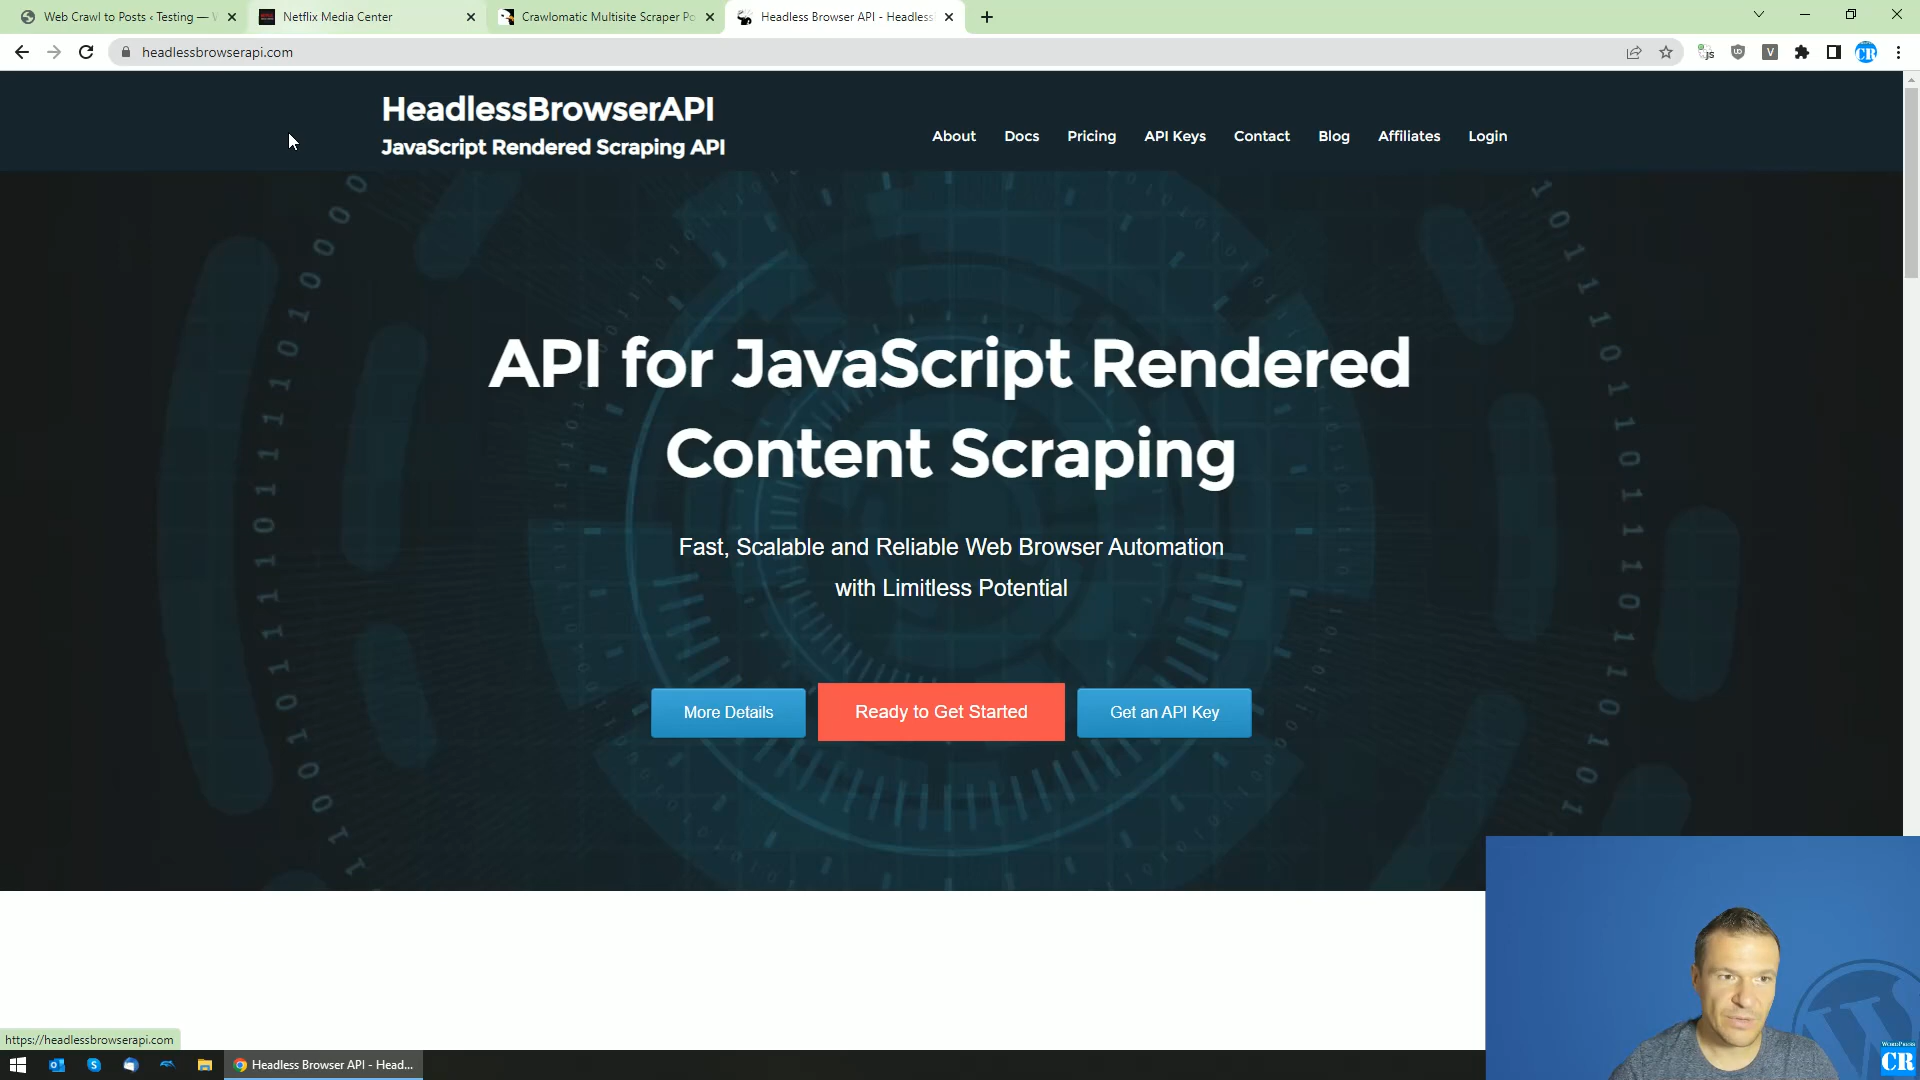 Web Crawl to Posts ‹ Testing — W
Netflix Media Center
Crawlomatic Multisite Scraper Po
Headless Browser API - Headless
headlessbrowserapi.com
JS
V
CR
HeadlessBrowserAPI
JavaScript Rendered Scraping API
About
Docs
Pricing
API Keys
Contact
Blog
Affiliates
Login
API for JavaScript Rendered
Content Scraping
Fast, Scalable and Reliable Web Browser Automation
with Limitless Potential
More Details
Ready to Get Started
Get an API Key
https://headlessbrowserapi.com
Headless Browser API - Head...
WORDPRESS
CR